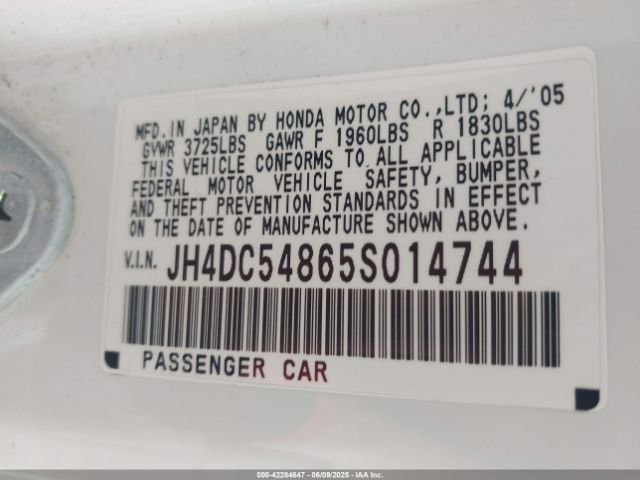 MFD.IN JAPAN BY HONDA MOTOR CO.,LTD; 4/'05
GVWR 3725LBS GAWR F 1960LBS R 1830LBS
THIS VEHICLE CONFORMS TO ALL APPLICABLE
FEDERAL MOTOR VEHICLE SAFETY, BUMPER,
AND THEFT PREVENTION STANDARDS IN EFFECT
ON THE DATE OF MANUFACTURE SHOWN ABOVE.
V.I.N. JH4DC54865S014744
PASSENGER CAR
000-42284647 - 06/09/2025 - IAA Inc.